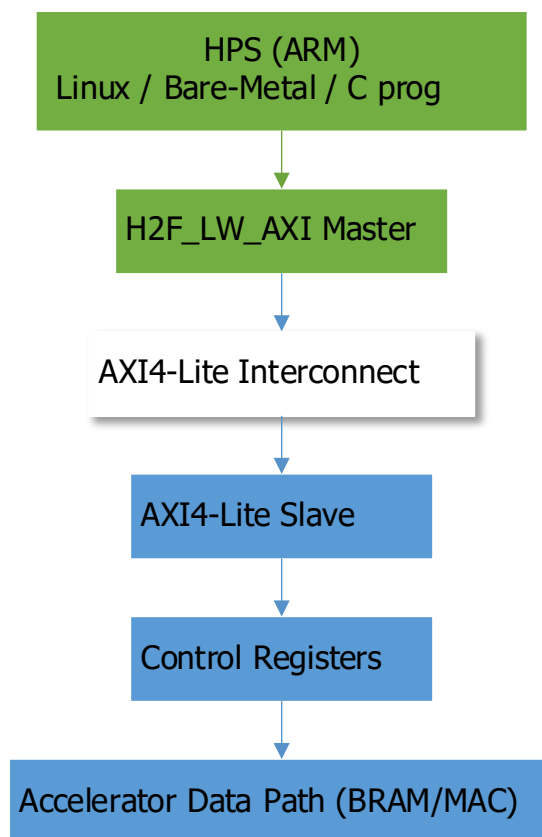 HPS (ARM)
Linux / Bare-Metal / C prog
H2F_LW_AXI Master
AXI4-Lite Interconnect
AXI4-Lite Slave
Control Registers
Accelerator Data Path (BRAM/MAC)